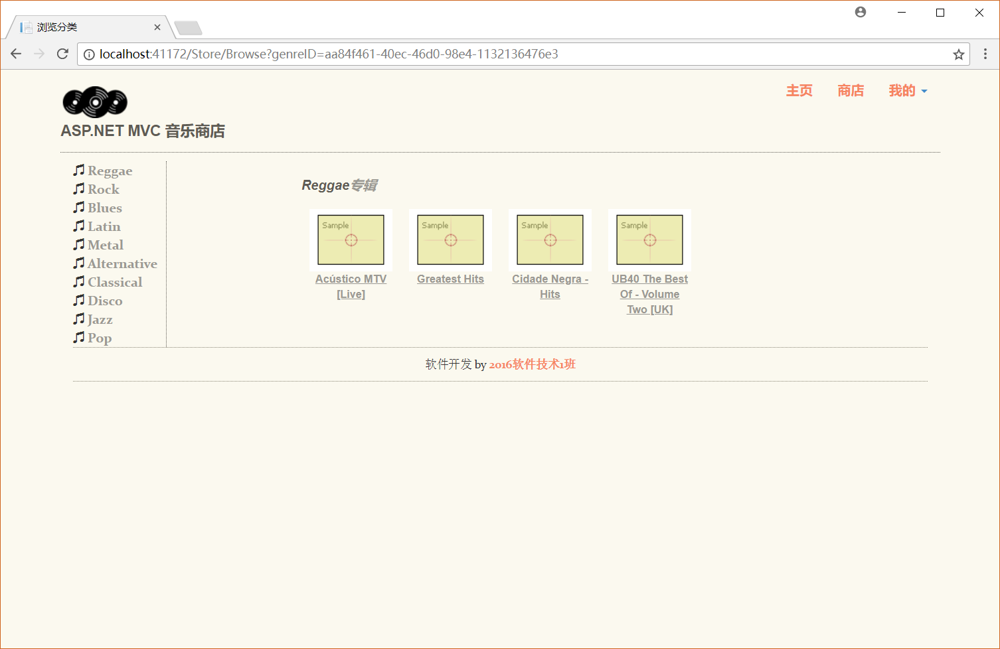 浏览分类
localhost:41172/Store/Browse?genreID=aa84f461-40ec-46d0-98e4-1132136476e3
主页 商店 我的
ASP.NET MVC 音乐商店
Reggae
Rock
Blues
Latin
Metal
Alternative
Classical
Disco
Jazz
Pop
Reggae专辑
Sample Sample Sample Sample
Acústico MTV
[Live]
Greatest Hits
Cidade Negra -
Hits
UB40 The Best
Of - Volume
Two [UK]
软件开发 by 2016软件技术1班